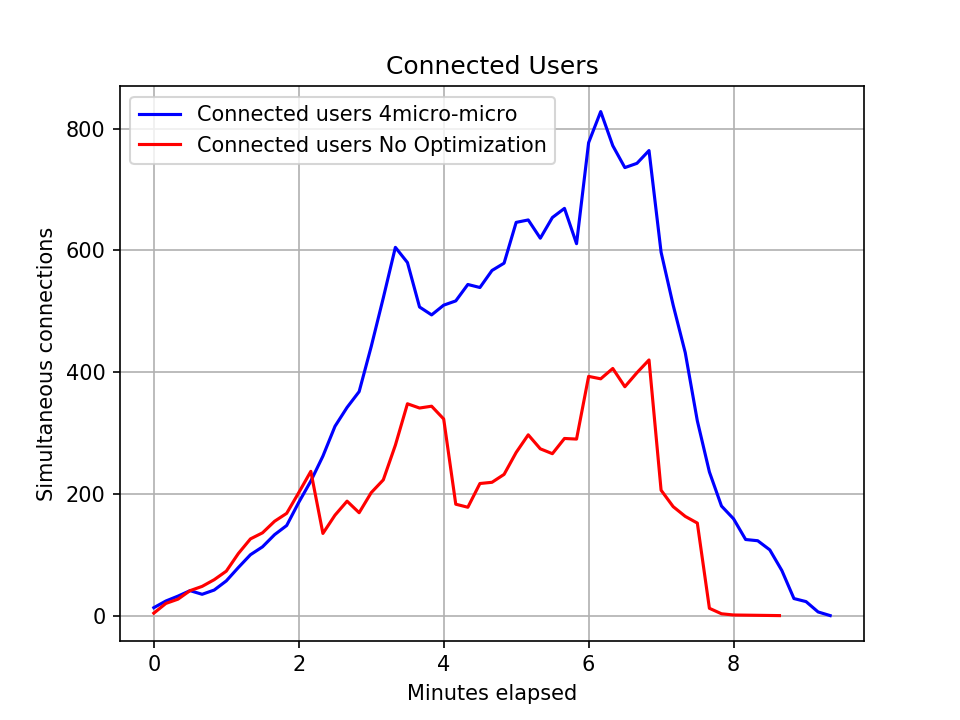 Connected Users
Connected users 4micro-micro
Connected users No Optimization
Simultaneous connections
800
600
400
200
0
0 2 4 6 8
Minutes elapsed